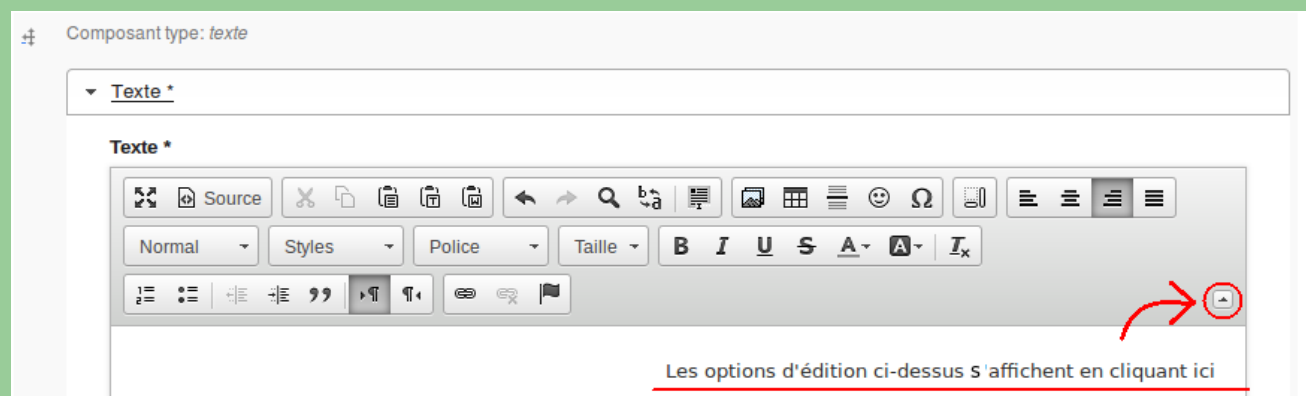 Composant type: texte
Texte *
Texte *
Source
Normal Styles Police Taille B I U S A A Ix
Les options d'édition ci-dessus s'affichent en cliquant ici